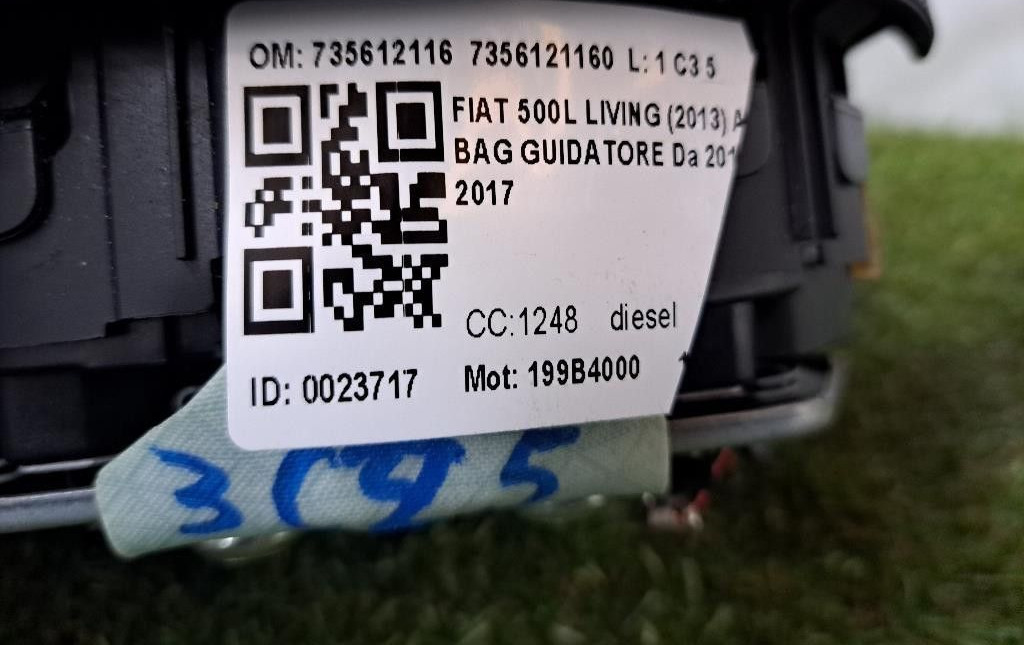 OM: 735612116 7356121160 L: 1 C3 5
FIAT 500L LIVING (2013) A
BAG GUIDATORE Da 201
2017
CC:1248 diesel
ID: 0023717 Mot: 199B4000